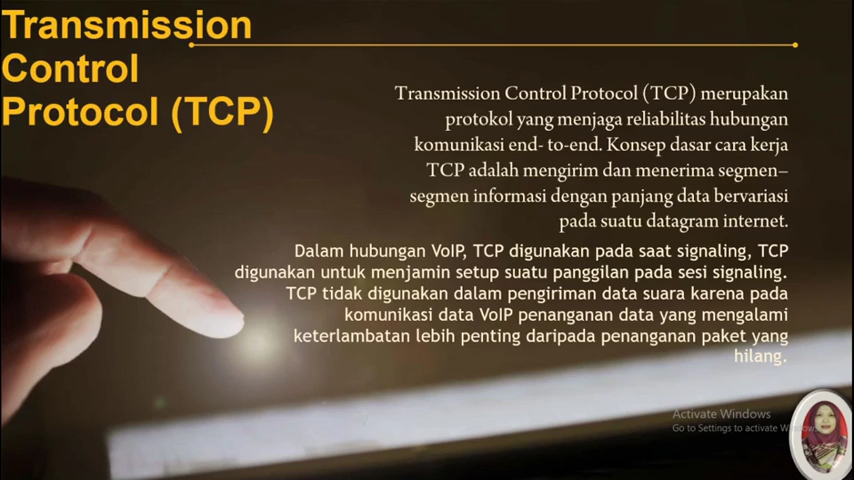 Transmission
Control
Protocol (TCP)
Transmission Control Protocol (TCP) merupakan
protokol yang menjaga reliabilitas hubungan
komunikasi end- to-end. Konsep dasar cara kerja
TCP adalah mengirim dan menerima segmen–
segmen informasi dengan panjang data bervariasi
pada suatu datagram internet.
Dalam hubungan VoIP, TCP digunakan pada saat signaling, TCP
digunakan untuk menjamin setup suatu panggilan pada sesi signaling.
TCP tidak digunakan dalam pengiriman data suara karena pada
komunikasi data VoIP penanganan data yang mengalami
keterlambatan lebih penting daripada penanganan paket yang
hilang.
Activate Windows
Go to Settings to activate Windows